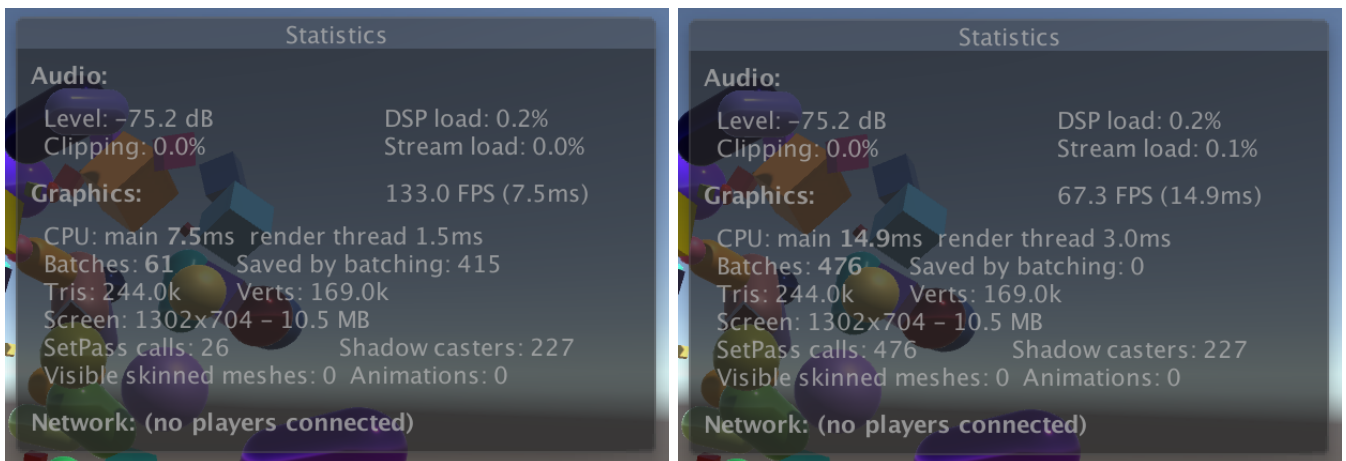 Statistics
Audio:
Level: –75.2 dB DSP load: 0.2%
Clipping: 0.0% Stream load: 0.0%
Graphics: 133.0 FPS (7.5ms)
CPU: main 7.5ms render thread 1.5ms
Batches: 61 Saved by batching: 415
Tris: 244.0k Verts: 169.0k
Screen: 1302x704 – 10.5 MB
SetPass calls: 26 Shadow casters: 227
Visible skinned meshes: 0 Animations: 0
Network: (no players connected)
Statistics
Audio:
Level: –75.2 dB DSP load: 0.2%
Clipping: 0.0% Stream load: 0.1%
Graphics: 67.3 FPS (14.9ms)
CPU: main 14.9ms render thread 3.0ms
Batches: 476 Saved by batching: 0
Tris: 244.0k Verts: 169.0k
Screen: 1302x704 – 10.5 MB
SetPass calls: 476 Shadow casters: 227
Visible skinned meshes: 0 Animations: 0
Network: (no players connected)